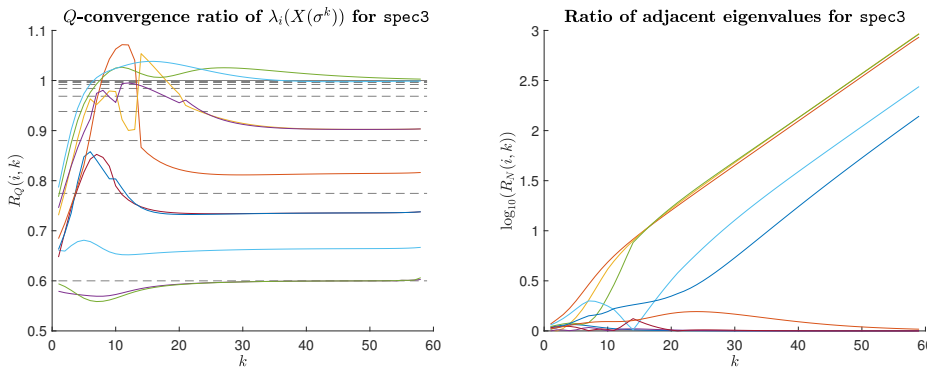 Q-convergence ratio of λᵢ(X(σᵏ)) for spec3
1.1
1
0.9
0.8
0.7
0.6
0.5
R_Q(i, k)
0 10 20 30 40 50 60
k
Ratio of adjacent eigenvalues for spec3
3
2.5
2
1.5
1
0.5
0
log₁₀(R_N(i, k))
0 10 20 30 40 50 60
k